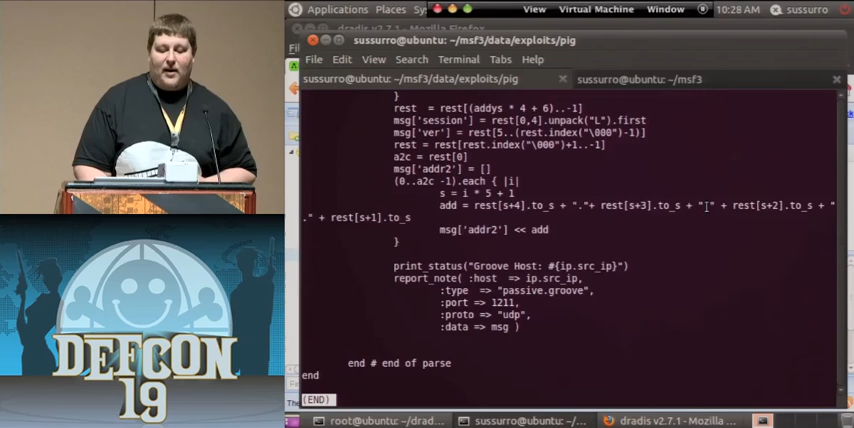 Applications Places Sy
View Virtual Machine Window
10:28 AM
sussurro
dradis v2.7.1 - Mozilla Firefox
sussurro@ubuntu: ~/msf3/data/exploits/pig
File Edit View Search Terminal Tabs Help
sussurro@ubuntu: ~/msf3/data/exploits/pig
sussurro@ubuntu: ~/msf3
}
rest = rest[(addys * 4 + 6)..-1]
msg['session'] = rest[0,4].unpack("L").first
msg['ver'] = rest[5..(rest.index("\000")-1)]
rest = rest[rest.index("\000")+1..-1]
a2c = rest[0]
msg['addr2'] = []
(0..a2c -1).each { |i|
s = i * 5 + 1
add = rest[s+4].to_s + "."+ rest[s+3].to_s + "." + rest[s+2].to_s + "
." + rest[s+1].to_s
msg['addr2'] << add
}
print_status("Groove Host: #{ip.src_ip}")
report_note( :host => ip.src_ip,
:type => "passive.groove",
:port => 1211,
:proto => "udp",
:data => msg )
end # end of parse
end
(END)
root@ubuntu: ~/drad...
sussurro@ubuntu: ~/...
dradis v2.7.1 - Mozilla ...
DEFCON
19